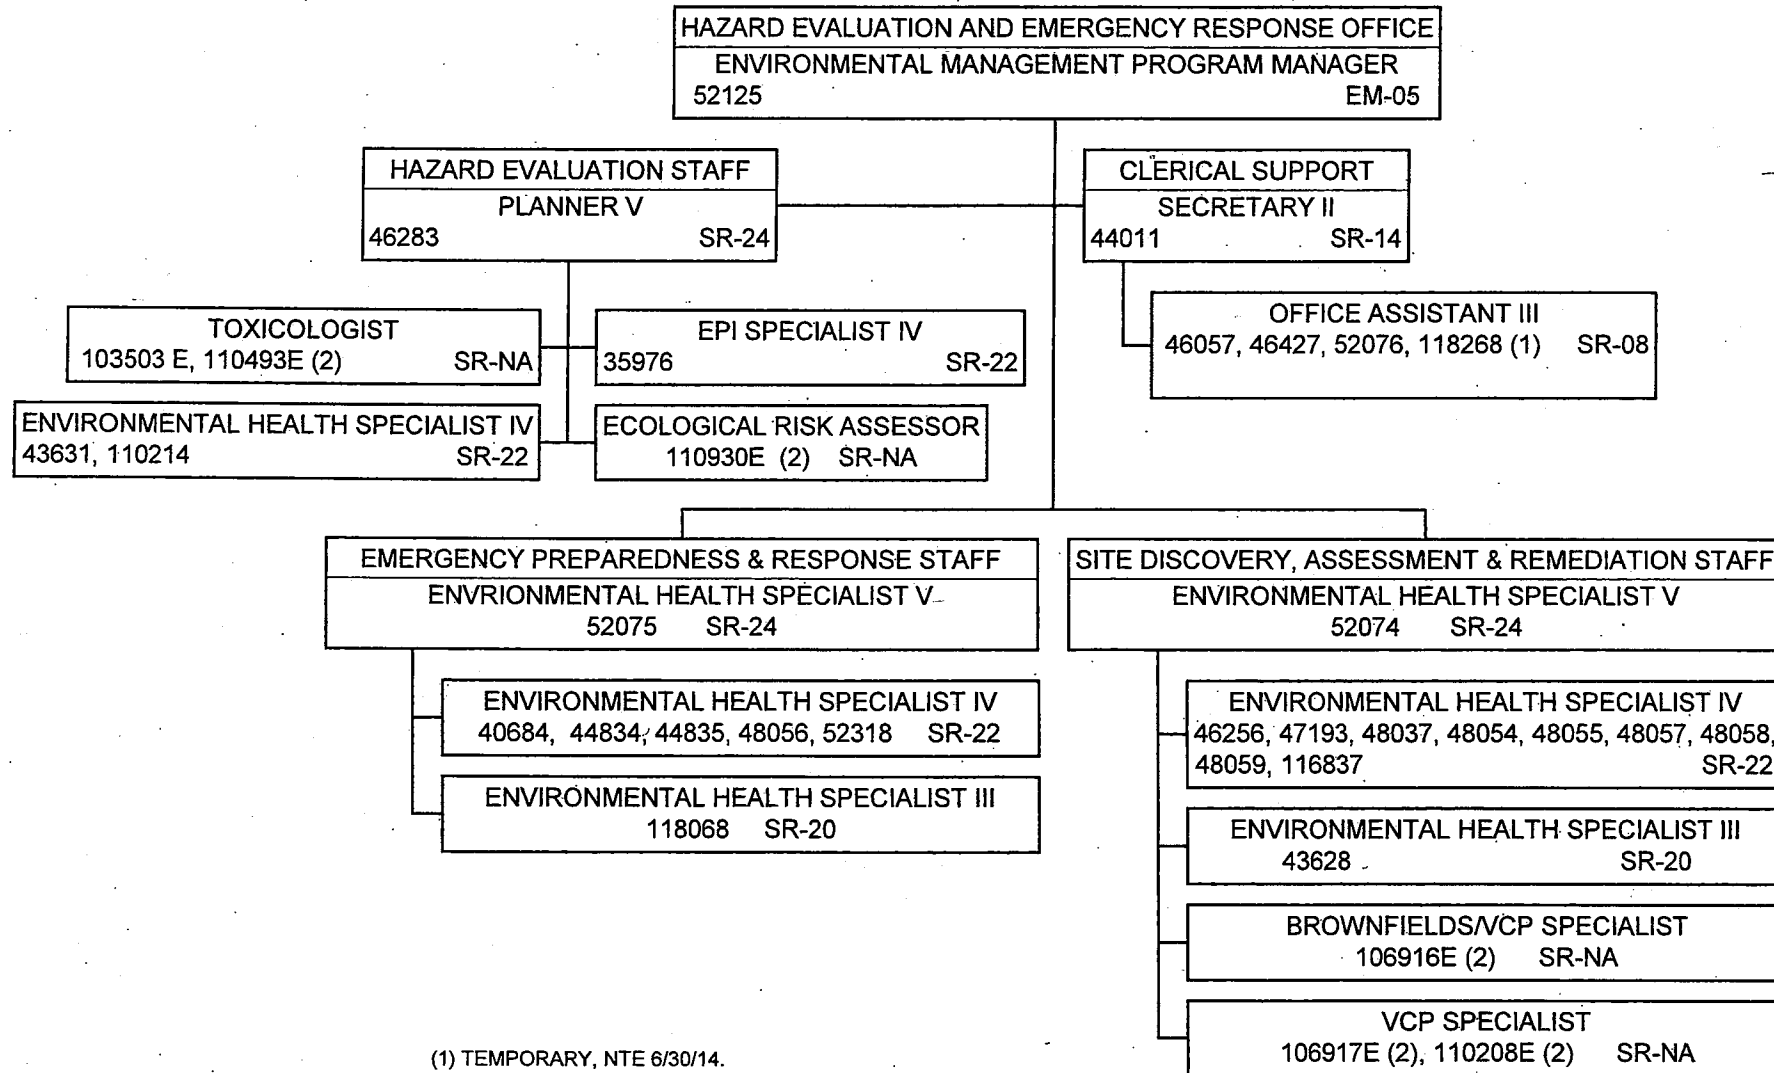 HAZARD EVALUATION AND EMERGENCY RESPONSE OFFICE
ENVIRONMENTAL MANAGEMENT PROGRAM MANAGER
52125 EM-05
HAZARD EVALUATION STAFF
PLANNER V
46283 SR-24
CLERICAL SUPPORT
SECRETARY II
44011 SR-14
OFFICE ASSISTANT III
46057, 46427, 52076, 118268 (1) SR-08
TOXICOLOGIST
103503 E, 110493E (2) SR-NA
EPI SPECIALIST IV
35976 SR-22
ENVIRONMENTAL HEALTH SPECIALIST IV
43631, 110214 SR-22
ECOLOGICAL RISK ASSESSOR
110930E (2) SR-NA
EMERGENCY PREPAREDNESS & RESPONSE STAFF
ENVRIONMENTAL HEALTH SPECIALIST V
52075 SR-24
ENVIRONMENTAL HEALTH SPECIALIST IV
40684, 44834, 44835, 48056, 52318 SR-22
ENVIRONMENTAL HEALTH SPECIALIST III
118068 SR-20
SITE DISCOVERY, ASSESSMENT & REMEDIATION STAFF
ENVIRONMENTAL HEALTH SPECIALIST V
52074 SR-24
ENVIRONMENTAL HEALTH SPECIALIST IV
46256, 47193, 48037, 48054, 48055, 48057, 48058,
48059, 116837 SR-22
ENVIRONMENTAL HEALTH SPECIALIST III
43628 SR-20
BROWNFIELDS/VCP SPECIALIST
106916E (2) SR-NA
VCP SPECIALIST
106917E (2), 110208E (2) SR-NA
(1) TEMPORARY, NTE 6/30/14.